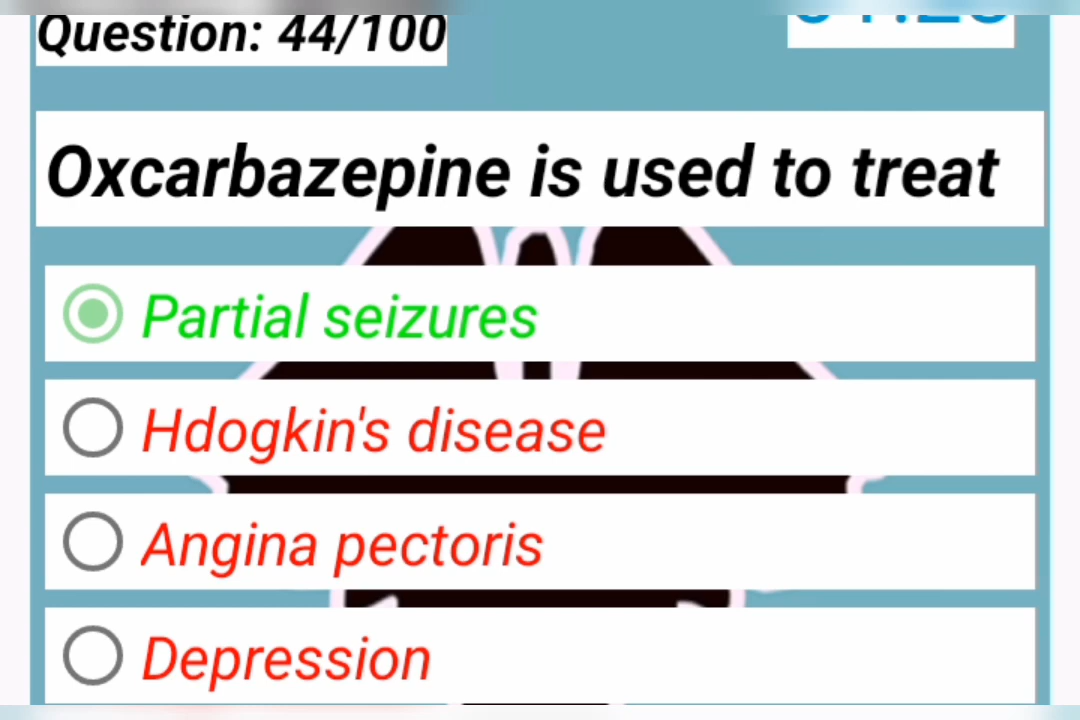 Question: 44/100
Oxcarbazepine is used to treat
Partial seizures
Hdogkin's disease
Angina pectoris
Depression